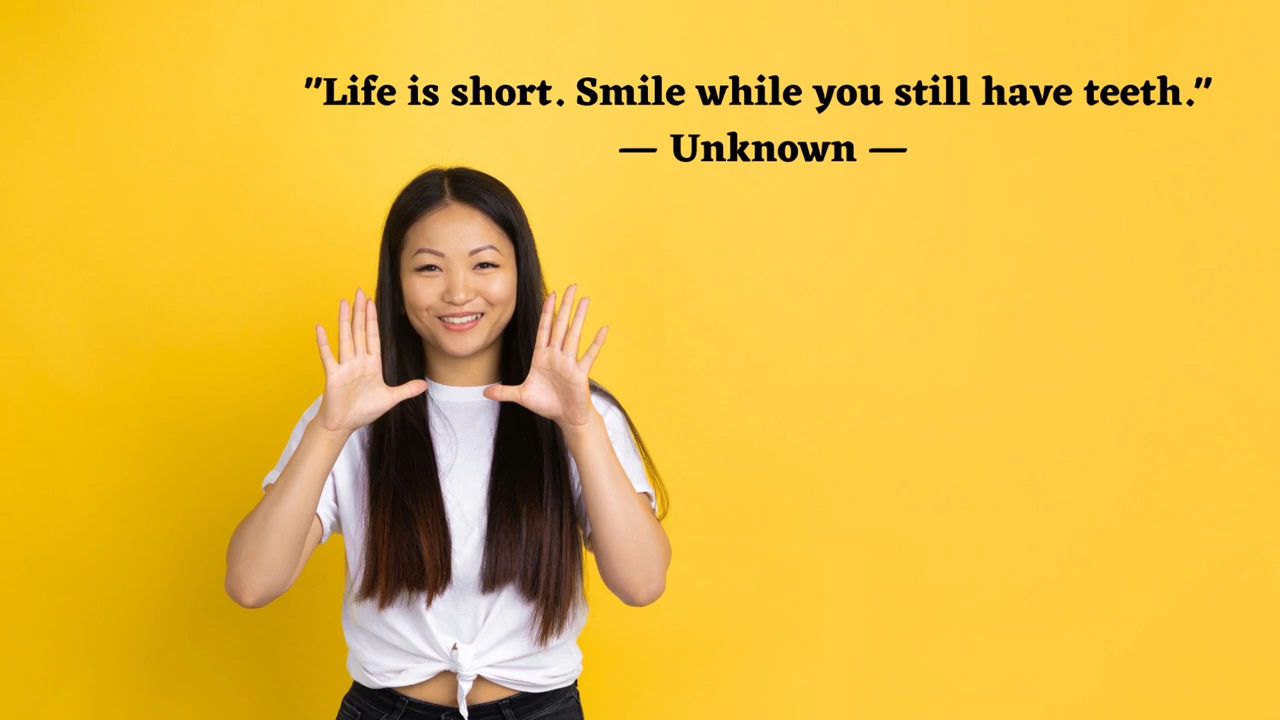 "Life is short. Smile while you still have teeth."
— Unknown —